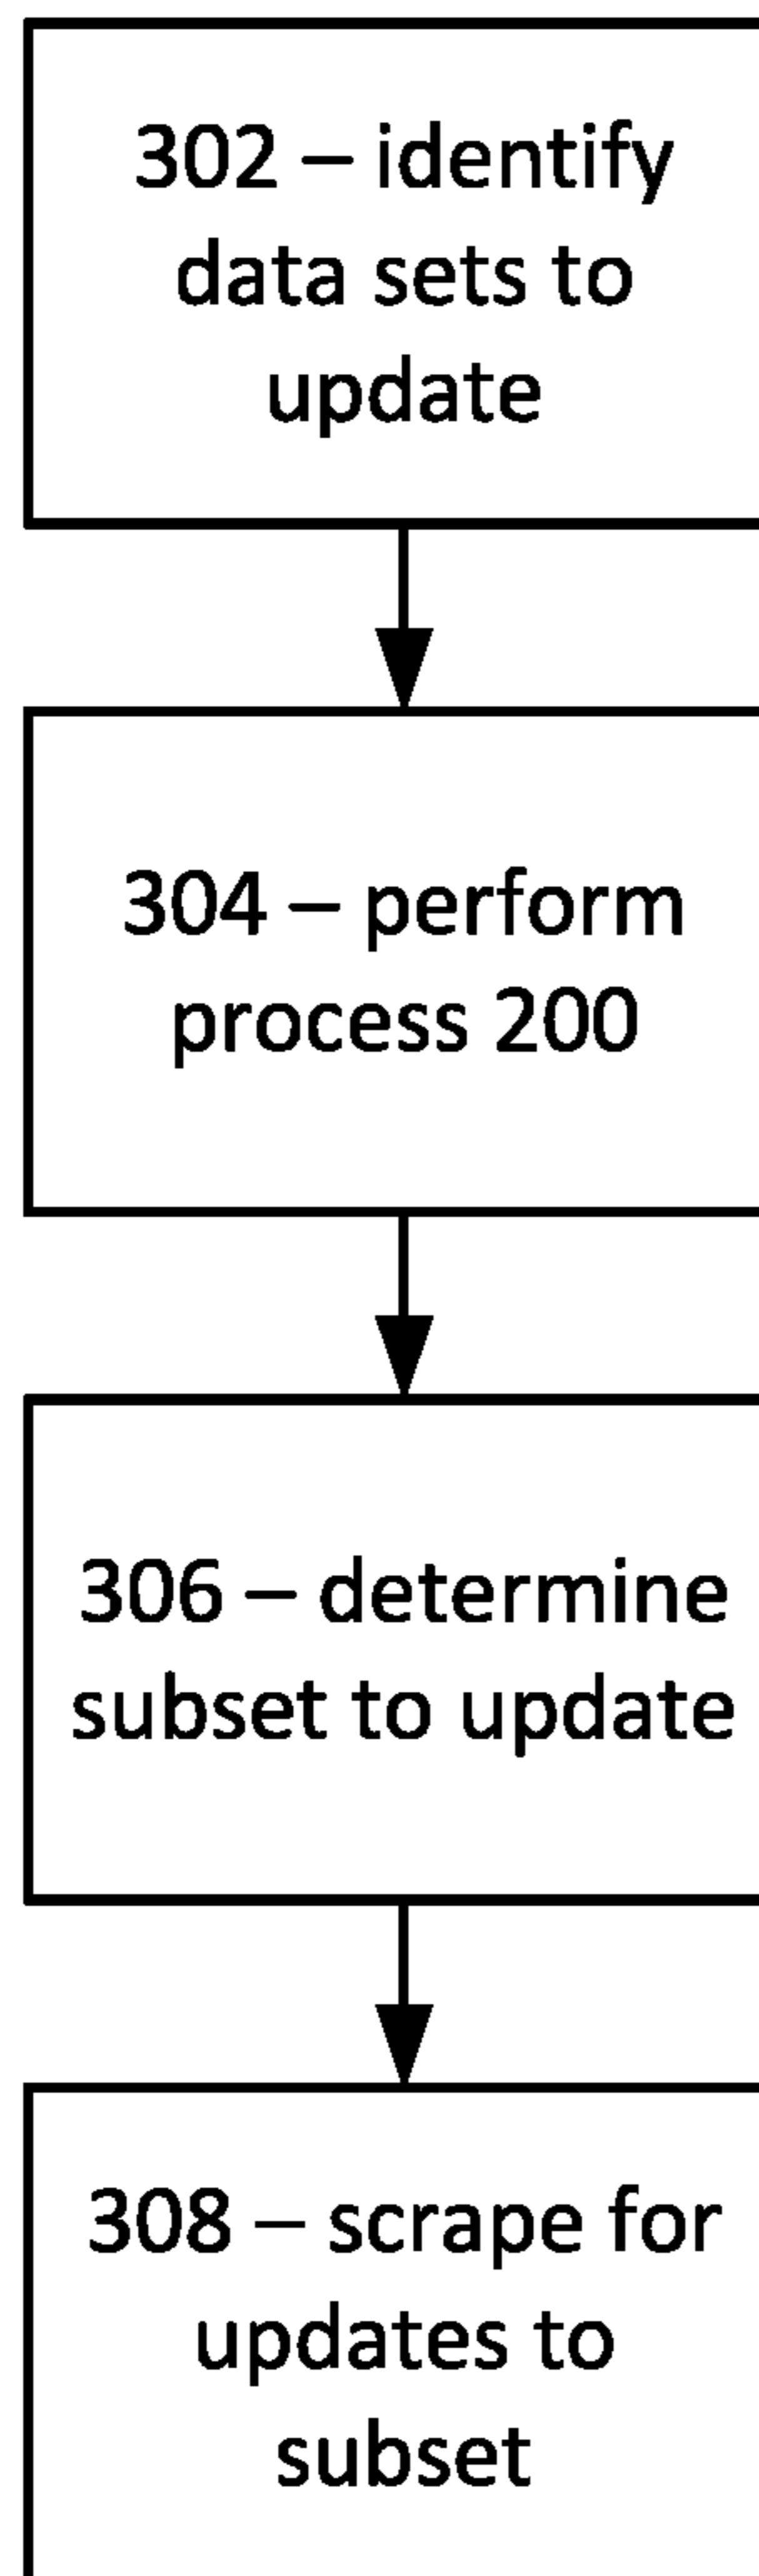 302 – identify
data sets to
update
304 – perform
process 200
306 – determine
subset to update
308 – scrape for
updates to
subset